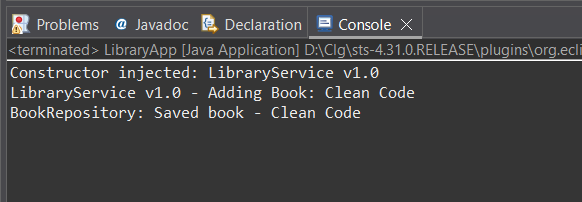 Problems @ Javadoc Declaration Console
<terminated> LibraryApp [Java Application] D:\Clg\sts-4.31.0.RELEASE\plugins\org.ecli
Constructor injected: LibraryService v1.0
LibraryService v1.0 - Adding Book: Clean Code
BookRepository: Saved book - Clean Code